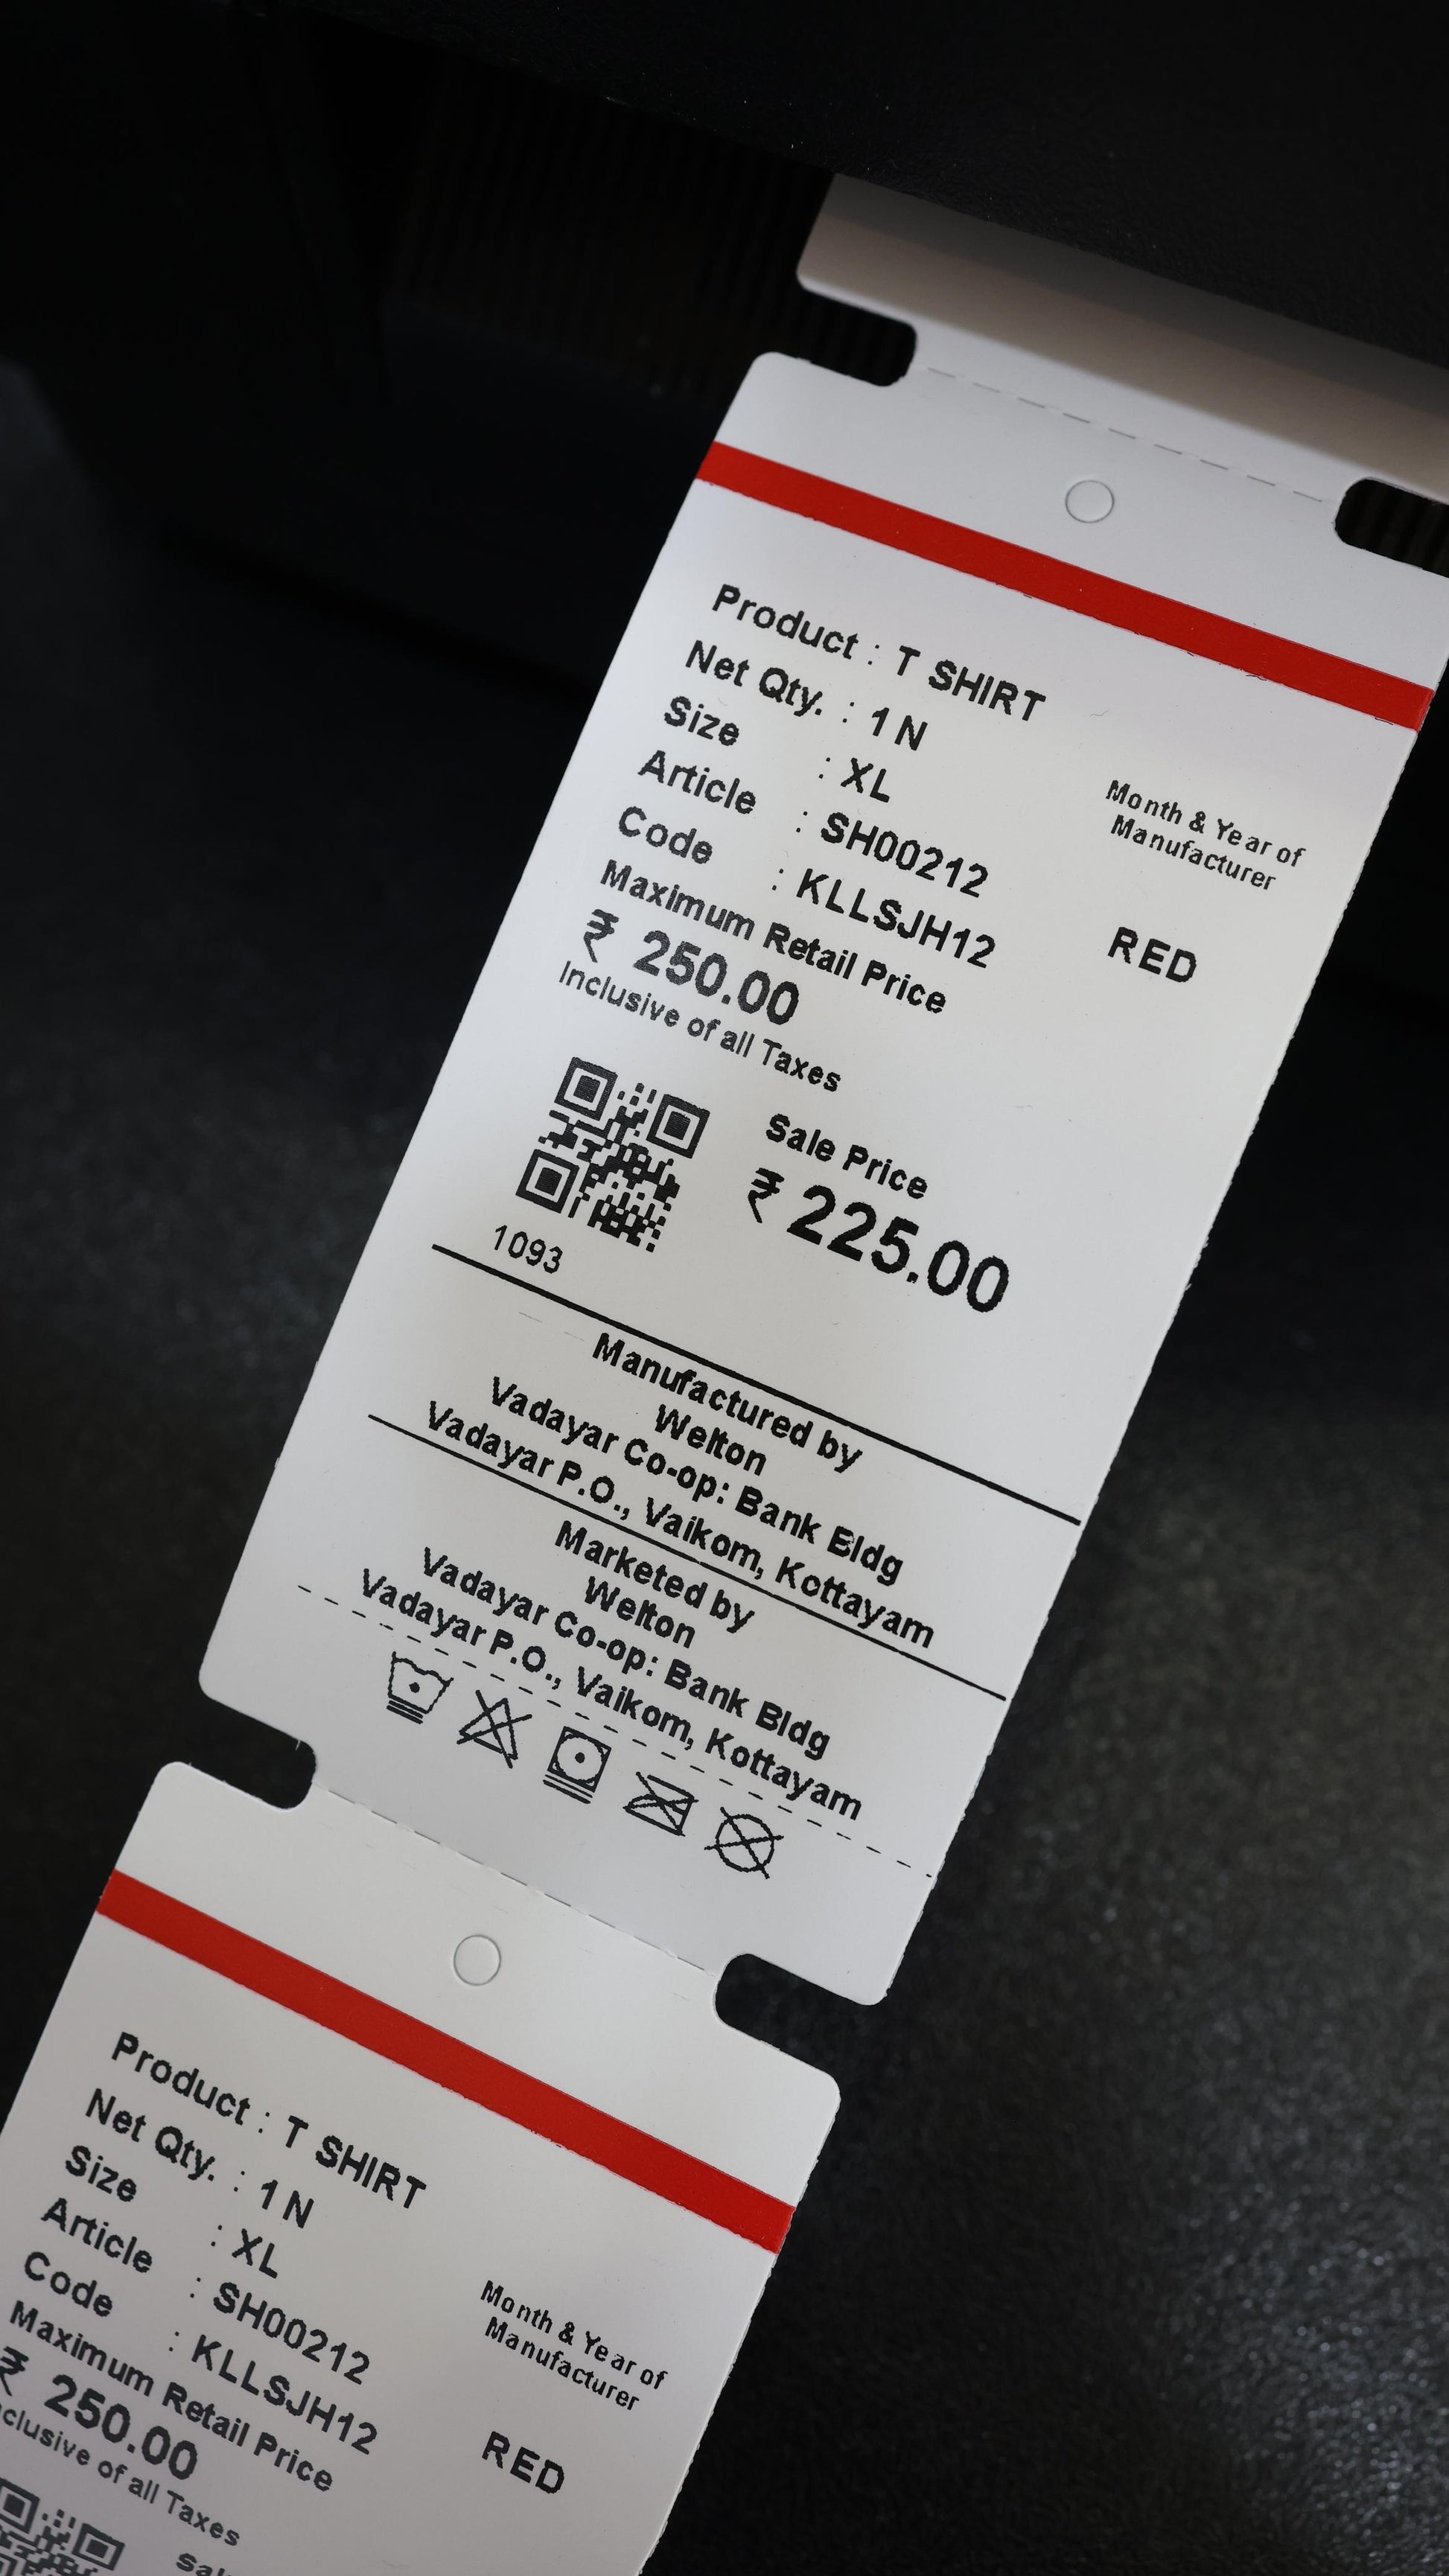 Product : T SHIRT
Net Qty. : 1 N
Size : XL
Article : SH00212
Code : KLLSJH12
Month & Year of
Manufacturer
RED
Maximum Retail Price
₹ 250.00
Inclusive of all Taxes
Sale Price
₹ 225.00
1093
Manufactured by
Welton
Vadayar Co-op: Bank Bldg
Vadayar P.O., Vaikom, Kottayam
Marketed by
Welton
Vadayar Co-op: Bank Bldg
Vadayar P.O., Vaikom, Kottayam
Product : T SHIRT
Net Qty. : 1 N
Size : XL
Article : SH00212
Code : KLLSJH12
Month & Year of
Manufacturer
RED
Maximum Retail Price
₹ 250.00
clusive of all Taxes
Sal